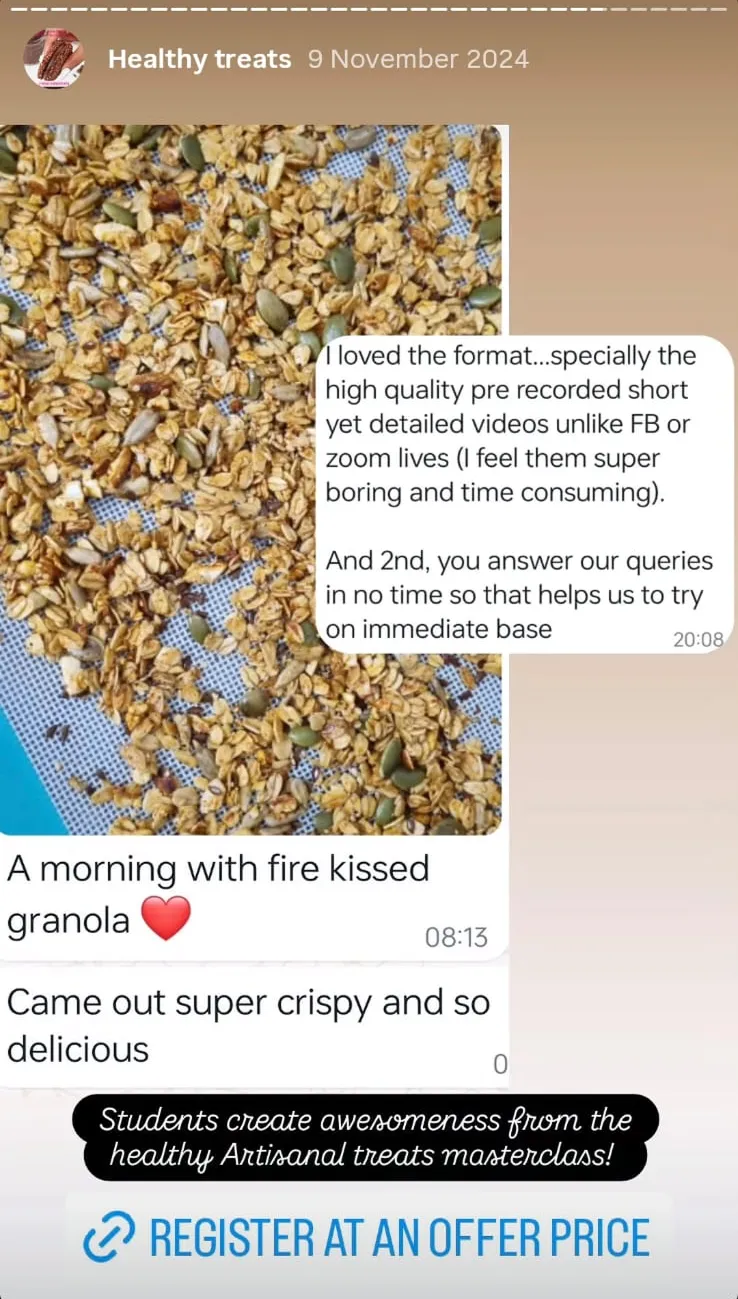 Healthy treats 9 November 2024
I loved the format...specially the
high quality pre recorded short
yet detailed videos unlike FB or
zoom lives (I feel them super
boring and time consuming).
And 2nd, you answer our queries
in no time so that helps us to try
on immediate base
20:08
A morning with fire kissed
granola ❤️
08:13
Came out super crispy and so
delicious
0
Students create awesomeness from the
healthy Artisanal treats masterclass!
REGISTER AT AN OFFER PRICE